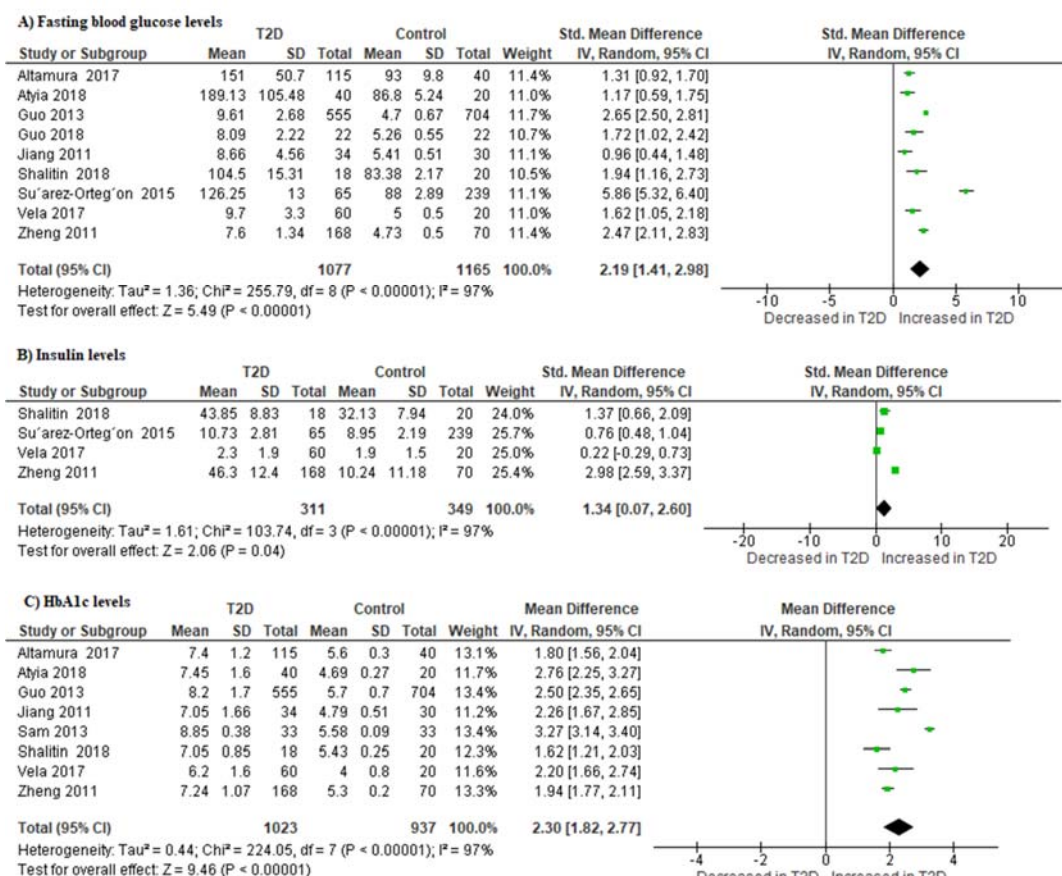 A) Fasting blood glucose levels
T2D Control Std. Mean Difference Std. Mean Difference
Study or Subgroup Mean SD Total Mean SD Total Weight IV, Random, 95% CI IV, Random, 95% CI
Altamura 2017 151 50.7 115 93 9.8 40 11.4% 1.31 [0.92, 1.70]
Atyia 2018 189.13 105.48 40 86.8 5.24 20 11.0% 1.17 [0.59, 1.75]
Guo 2013 9.61 2.68 555 4.7 0.67 704 11.7% 2.65 [2.50, 2.81]
Guo 2018 8.09 2.22 22 5.26 0.55 22 10.7% 1.72 [1.02, 2.42]
Jiang 2011 8.66 4.56 34 5.41 0.51 30 11.1% 0.96 [0.44, 1.48]
Shalitin 2018 104.5 15.31 18 83.38 2.17 20 10.5% 1.94 [1.16, 2.73]
Su´arez-Orteg´on 2015 126.25 13 65 88 2.89 239 11.1% 5.86 [5.32, 6.40]
Vela 2017 9.7 3.3 60 5 0.5 20 11.0% 1.62 [1.05, 2.18]
Zheng 2011 7.6 1.34 168 4.73 0.5 70 11.4% 2.47 [2.11, 2.83]
Total (95% CI) 1077 1165 100.0% 2.19 [1.41, 2.98]
Heterogeneity: Tau² = 1.36; Chi² = 255.79, df = 8 (P < 0.00001); I² = 97%
Test for overall effect: Z = 5.49 (P < 0.00001)
-10 -5 0 5 10
Decreased in T2D Increased in T2D
B) Insulin levels
T2D Control Std. Mean Difference Std. Mean Difference
Study or Subgroup Mean SD Total Mean SD Total Weight IV, Random, 95% CI IV, Random, 95% CI
Shalitin 2018 43.85 8.83 18 32.13 7.94 20 24.0% 1.37 [0.66, 2.09]
Su´arez-Orteg´on 2015 10.73 2.81 65 8.95 2.19 239 25.7% 0.76 [0.48, 1.04]
Vela 2017 2.3 1.9 60 1.9 1.5 20 25.0% 0.22 [-0.29, 0.73]
Zheng 2011 46.3 12.4 168 10.24 11.18 70 25.4% 2.98 [2.59, 3.37]
Total (95% CI) 311 349 100.0% 1.34 [0.07, 2.60]
Heterogeneity: Tau² = 1.61; Chi² = 103.74, df = 3 (P < 0.00001); I² = 97%
Test for overall effect: Z = 2.06 (P = 0.04)
-20 -10 0 10 20
Decreased in T2D Increased in T2D
C) HbA1c levels
T2D Control Mean Difference Mean Difference
Study or Subgroup Mean SD Total Mean SD Total Weight IV, Random, 95% CI IV, Random, 95% CI
Altamura 2017 7.4 1.2 115 5.6 0.3 40 13.1% 1.80 [1.56, 2.04]
Atyia 2018 7.45 1.6 40 4.69 0.27 20 11.7% 2.76 [2.25, 3.27]
Guo 2013 8.2 1.7 555 5.7 0.7 704 13.4% 2.50 [2.35, 2.65]
Jiang 2011 7.05 1.66 34 4.79 0.51 30 11.2% 2.26 [1.67, 2.85]
Sam 2013 8.85 0.38 33 5.58 0.09 33 13.4% 3.27 [3.14, 3.40]
Shalitin 2018 7.05 0.85 18 5.43 0.25 20 12.3% 1.62 [1.21, 2.03]
Vela 2017 6.2 1.6 60 4 0.8 20 11.6% 2.20 [1.66, 2.74]
Zheng 2011 7.24 1.07 168 5.3 0.2 70 13.3% 1.94 [1.77, 2.11]
Total (95% CI) 1023 937 100.0% 2.30 [1.82, 2.77]
Heterogeneity: Tau² = 0.44; Chi² = 224.05, df = 7 (P < 0.00001); I² = 97%
Test for overall effect: Z = 9.46 (P < 0.00001)
-4 -2 0 2 4
Decreased in T2D Increased in T2D